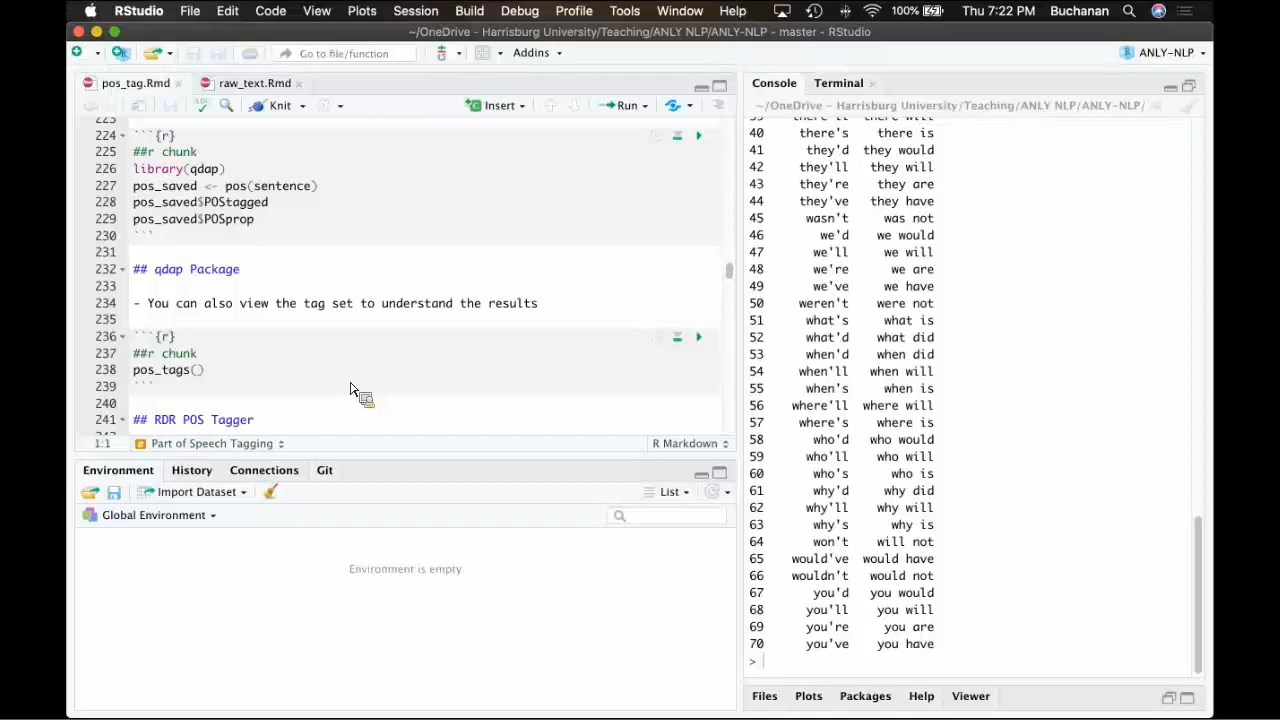 RStudio File Edit Code View Plots Session Build Debug Profile Tools Window Help 100% Thu 7:22 PM Buchanan
~/OneDrive - Harrisburg University/Teaching/ANLY NLP/ANLY-NLP - master - RStudio
Go to file/function Addins ANLY-NLP
pos_tag.Rmd raw_text.Rmd
Knit Insert Run
223
224 ```{r}
225 ##r chunk
226 library(qdap)
227 pos_saved <- pos(sentence)
228 pos_saved$POStagged
229 pos_saved$POSprop
230 ```
231
232 ## qdap Package
233
234 - You can also view the tag set to understand the results
235
236 ```{r}
237 ##r chunk
238 pos_tags()
239 ```
240
241 ## RDR POS Tagger
1:1 Part of Speech Tagging R Markdown
Environment History Connections Git
Import Dataset List
Global Environment
Environment is empty
Console Terminal
~/OneDrive - Harrisburg University/Teaching/ANLY NLP/ANLY-NLP/
39 there'll there will
40 there's there is
41 they'd they would
42 they'll they will
43 they're they are
44 they've they have
45 wasn't was not
46 we'd we would
47 we'll we will
48 we're we are
49 we've we have
50 weren't were not
51 what's what is
52 what'd what did
53 when'd when did
54 when'll when will
55 when's when is
56 where'll where will
57 where's where is
58 who'd who would
59 who'll who will
60 who's who is
61 why'd why did
62 why'll why will
63 why's why is
64 won't will not
65 would've would have
66 wouldn't would not
67 you'd you would
68 you'll you will
69 you're you are
70 you've you have
>
Files Plots Packages Help Viewer